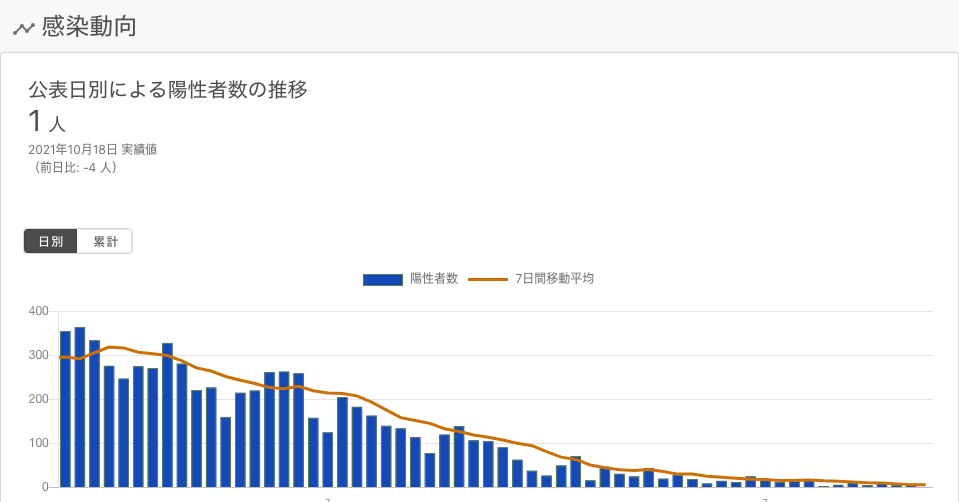 感染動向
公表日別による陽性者数の推移
1 人
2021年10月18日 実績値
（前日比: -4 人）
日別 累計
陽性者数 7日間移動平均
400
300
200
100
0